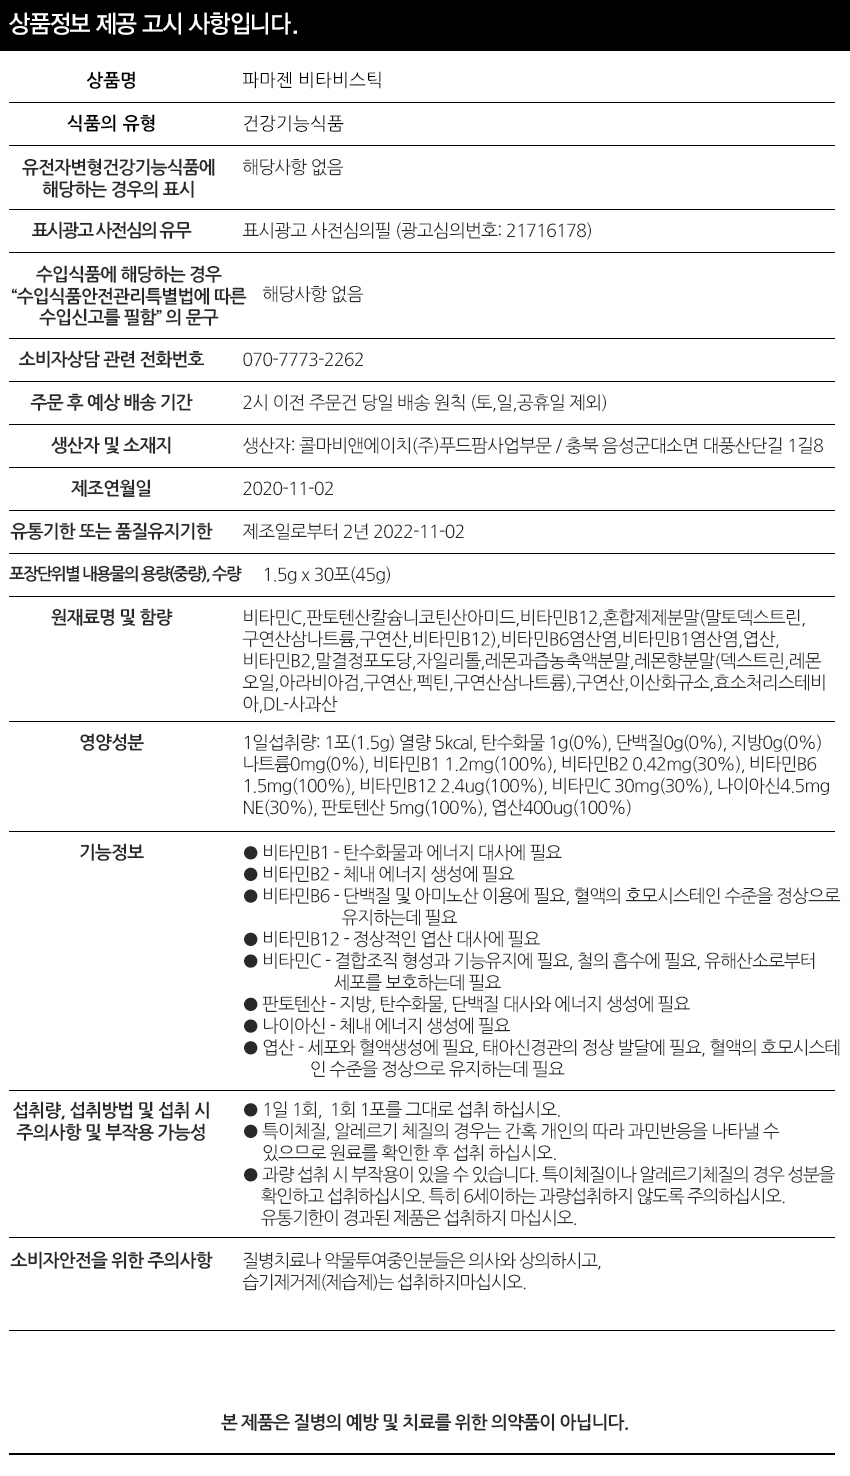 상품정보 제공 고시 사항입니다.
상품명 파마젠 비타비스틱
식품의 유형 건강기능식품
유전자변형건강기능식품에 해당사항 없음
해당하는 경우의 표시
표시광고 사전심의 유무 표시광고 사전심의필 (광고심의번호: 21716178)
수입식품에 해당하는 경우
“수입식품안전관리특별법에 따른 해당사항 없음
수입신고를 필함” 의 문구
소비자상담 관련 전화번호 070-7773-2262
주문 후 예상 배송 기간 2시 이전 주문건 당일 배송 원칙 (토,일,공휴일 제외)
생산자 및 소재지 생산자: 콜마비앤에이치(주)푸드팜사업부문 / 충북 음성군대소면 대풍산단길 1길8
제조연월일 2020-11-02
유통기한 또는 품질유지기한 제조일로부터 2년 2022-11-02
포장단위별 내용물의 용량(중량), 수량 1.5g x 30포(45g)
원재료명 및 함량 비타민C,판토텐산칼슘니코틴산아미드,비타민B12,혼합제제분말(말토덱스트린,
구연산삼나트륨,구연산,비타민B12),비타민B6염산염,비타민B1염산염,엽산,
비타민B2,말결정포도당,자일리톨,레몬과즙농축액분말,레몬향분말(덱스트린,레몬
오일,아라비아검,구연산,펙틴,구연산삼나트륨),구연산,이산화규소,효소처리스테비
아,DL-사과산
영양성분 1일섭취량: 1포(1.5g) 열량 5kcal, 탄수화물 1g(0%), 단백질0g(0%), 지방0g(0%)
나트륨0mg(0%), 비타민B1 1.2mg(100%), 비타민B2 0.42mg(30%), 비타민B6
1.5mg(100%), 비타민B12 2.4ug(100%), 비타민C 30mg(30%), 나이아신4.5mg
NE(30%), 판토텐산 5mg(100%), 엽산400ug(100%)
기능정보 ● 비타민B1 - 탄수화물과 에너지 대사에 필요
● 비타민B2 - 체내 에너지 생성에 필요
● 비타민B6 - 단백질 및 아미노산 이용에 필요, 혈액의 호모시스테인 수준을 정상으로
유지하는데 필요
● 비타민B12 - 정상적인 엽산 대사에 필요
● 비타민C - 결합조직 형성과 기능유지에 필요, 철의 흡수에 필요, 유해산소로부터
세포를 보호하는데 필요
● 판토텐산 - 지방, 탄수화물, 단백질 대사와 에너지 생성에 필요
● 나이아신 - 체내 에너지 생성에 필요
● 엽산 - 세포와 혈액생성에 필요, 태아신경관의 정상 발달에 필요, 혈액의 호모시스테
인 수준을 정상으로 유지하는데 필요
섭취량, 섭취방법 및 섭취 시 ● 1일 1회, 1회 1포를 그대로 섭취 하십시오.
주의사항 및 부작용 가능성 ● 특이체질, 알레르기 체질의 경우는 간혹 개인의 따라 과민반응을 나타낼 수
있으므로 원료를 확인한 후 섭취 하십시오.
● 과량 섭취 시 부작용이 있을 수 있습니다. 특이체질이나 알레르기체질의 경우 성분을
확인하고 섭취하십시오. 특히 6세이하는 과량섭취하지 않도록 주의하십시오.
유통기한이 경과된 제품은 섭취하지 마십시오.
소비자안전을 위한 주의사항 질병치료나 약물투여중인분들은 의사와 상의하시고,
습기제거제(제습제)는 섭취하지마십시오.
본 제품은 질병의 예방 및 치료를 위한 의약품이 아닙니다.